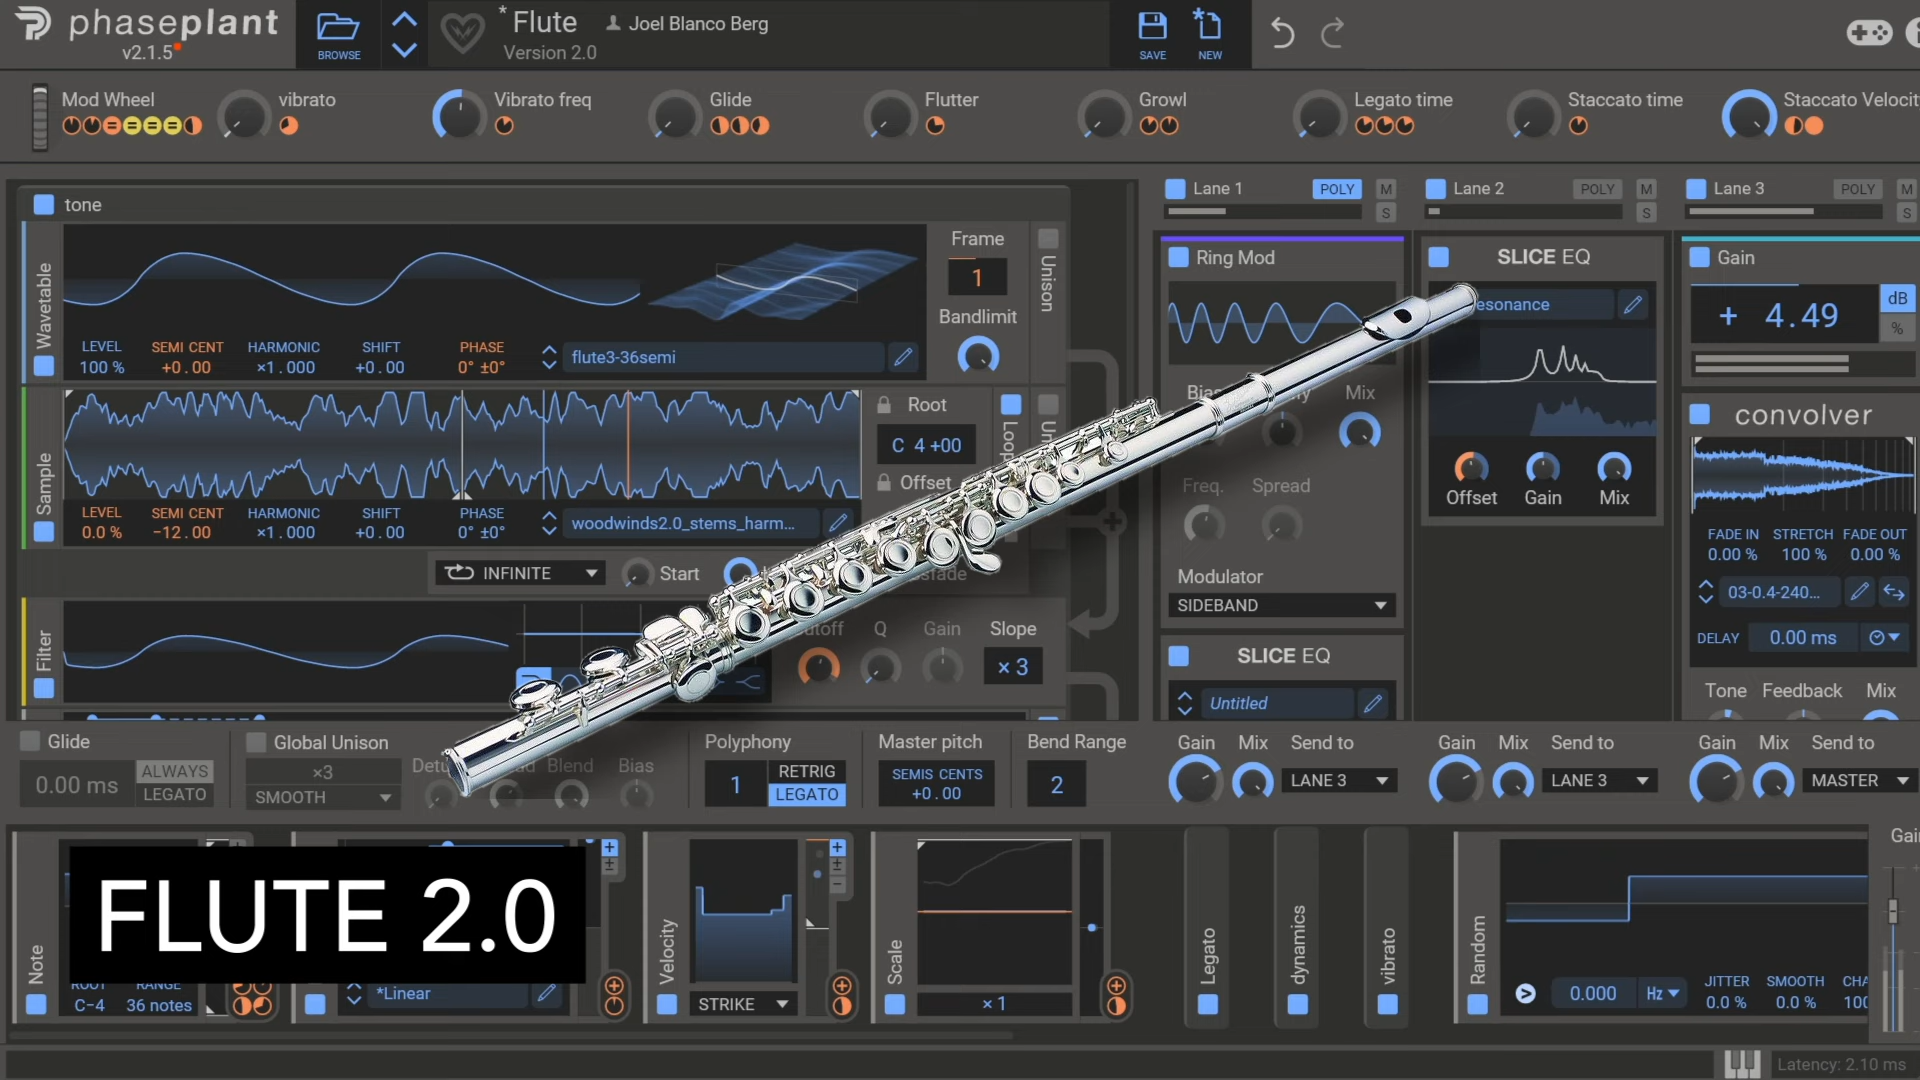 phaseplant
v2.1.5
BROWSE
* Flute
Joel Blanco Berg
Version 2.0
SAVE
NEW
Mod Wheel
vibrato
Vibrato freq
Glide
Flutter
Growl
Legato time
Staccato time
Staccato Velocit
tone
Wavetable
LEVEL
100 %
SEMI CENT
+0.00
HARMONIC
×1.000
SHIFT
+0.00
PHASE
0° ±0°
flute3-36semi
Frame
1
Bandlimit
Unison
Sample
LEVEL
0.0 %
SEMI CENT
−12.00
HARMONIC
×1.000
SHIFT
+0.00
PHASE
0° ±0°
woodwinds2.0_stems_harm...
Root
C 4 +00
Offset
Loop
INFINITE
Start
Filter
Q
Gain
Slope
×3
Lane 1
POLY
M
S
Lane 2
POLY
M
S
Lane 3
POLY
M
S
Ring Mod
Mix
Freq.
Spread
Modulator
SIDEBAND
SLICE EQ
Untitled
SLICE EQ
esonance
Offset
Gain
Mix
Gain
+ 4.49
dB
%
convolver
FADE IN
0.00 %
STRETCH
100 %
FADE OUT
0.00 %
03-0.4-240...
DELAY
0.00 ms
Tone
Feedback
Mix
Glide
0.00 ms
ALWAYS
LEGATO
Global Unison
×3
SMOOTH
Detu
Blend
Bias
Polyphony
1
RETRIG
LEGATO
Master pitch
SEMIS CENTS
+0.00
Bend Range
2
Gain
Mix
Send to
LANE 3
Gain
Mix
Send to
LANE 3
Gain
Mix
Send to
MASTER
FLUTE 2.0
Note
ROOT
C-4
RANGE
36 notes
*Linear
Velocity
STRIKE
Scale
×1
Legato
dynamics
vibrato
Random
0.000
Hz
JITTER
0.0 %
SMOOTH
0.0 %
CHA
100
Gai
Latency: 2.10 ms